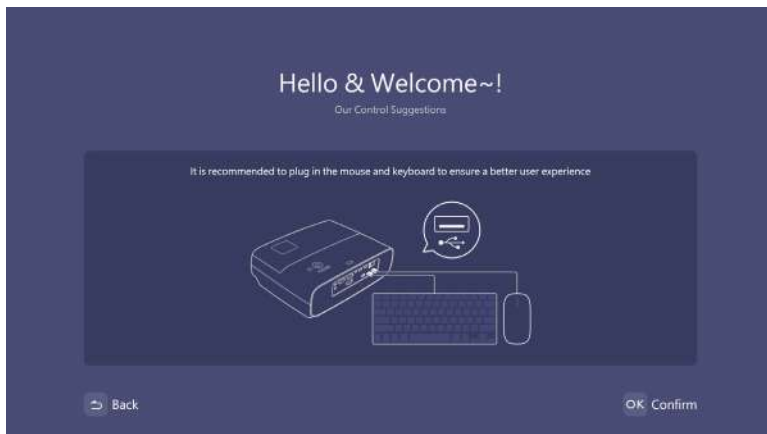 Hello & Welcome~!
Our Control Suggestions
It is recommended to plug in the mouse and keyboard to ensure a better user experience
Back
OK Confirm